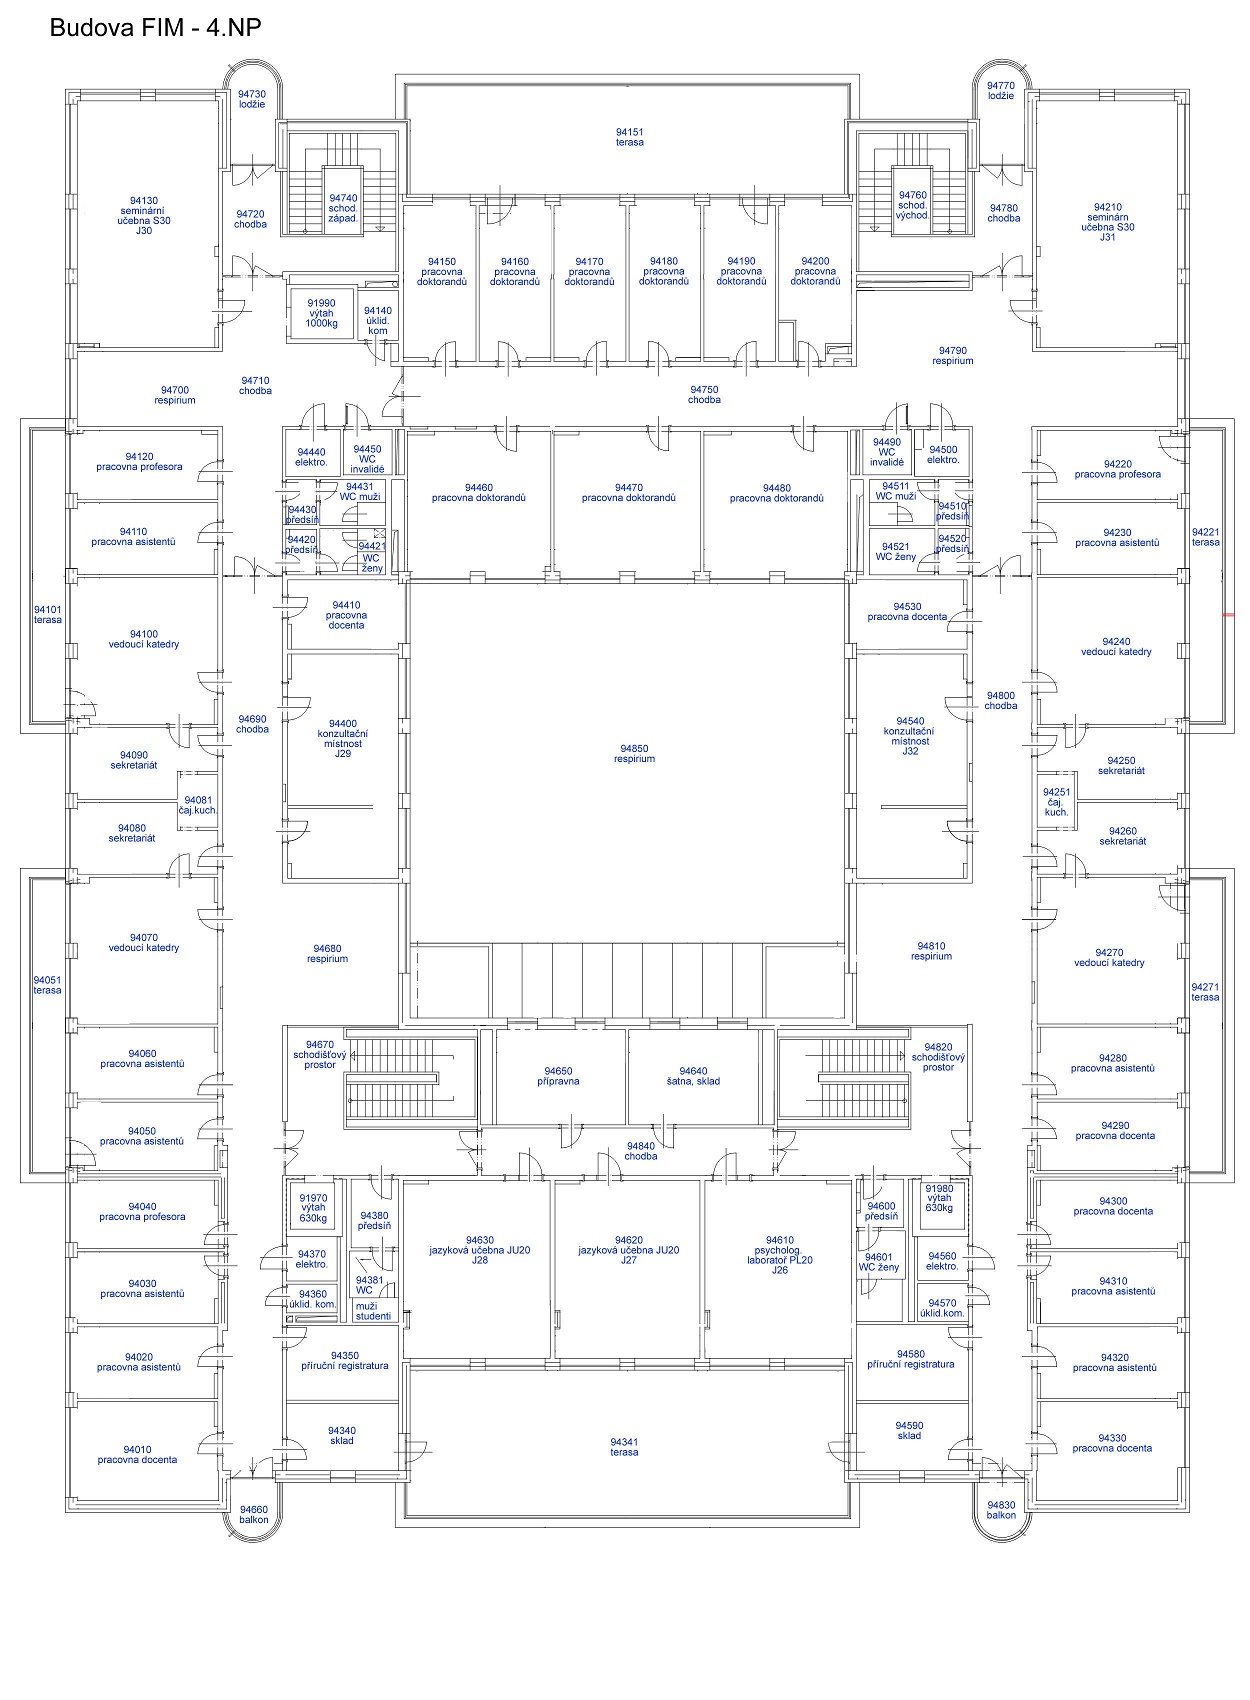 Budova FIM - 4.NP
94730
lodžie
94770
lodžie
94151
terasa
94130
seminární
učebna S30
J30
94720
chodba
94740
schod.
západ.
94760
schod.
východ.
94780
chodba
94210
seminárn
učebna S30
J31
94150
pracovna
doktorandů
94160
pracovna
doktorandů
94170
pracovna
doktorandů
94180
pracovna
doktorandů
94190
pracovna
doktorandů
94200
pracovna
doktorandů
91990
výtah
1000kg
94140
úklid.
kom
94790
respirium
94700
respirium
94710
chodba
94750
chodba
94120
pracovna profesora
94440
elektro.
94450
WC
invalidé
94490
WC
invalidé
94500
elektro.
94220
pracovna profesora
94431
WC muži
94460
pracovna doktorandů
94470
pracovna doktorandů
94480
pracovna doktorandů
94511
WC muži
94430
předsíň
94510
předsíň
94110
pracovna asistentů
94420
předsíň
94421
WC
ženy
94521
WC ženy
94520
předsíň
94230
pracovna asistentů
94221
terasa
94101
terasa
94100
vedoucí katedry
94410
pracovna
docenta
94530
pracovna docenta
94240
vedoucí katedry
94690
chodba
94400
konzultační
místnost
J29
94850
respirium
94540
konzultační
místnost
J32
94800
chodba
94090
sekretariát
94250
sekretariát
94081
čaj.kuch.
94251
čaj.
kuch.
94080
sekretariát
94260
sekretariát
94070
vedoucí katedry
94680
respirium
94810
respirium
94270
vedoucí katedry
94051
terasa
94271
terasa
94060
pracovna asistentů
94670
schodišťový
prostor
94650
přípravna
94640
šatna, sklad
94820
schodišťový
prostor
94280
pracovna asistentů
94050
pracovna asistentů
94840
chodba
94290
pracovna docenta
94040
pracovna profesora
91970
výtah
630kg
94380
předsíň
94600
předsíň
91980
výtah
630kg
94300
pracovna docenta
94630
jazyková učebna JU20
J28
94620
jazyková učebna JU20
J27
94610
psycholog.
laboratoř PL20
J26
94370
elektro.
94601
WC ženy
94560
elektro.
94030
pracovna asistentů
94381
WC
muži
studenti
94360
úklid. kom.
94570
úklid.kom.
94310
pracovna asistentů
94020
pracovna asistentů
94350
příruční registratura
94580
příruční registratura
94320
pracovna asistentů
94010
pracovna docenta
94340
sklad
94341
terasa
94590
sklad
94330
pracovna docenta
94660
balkon
94830
balkon